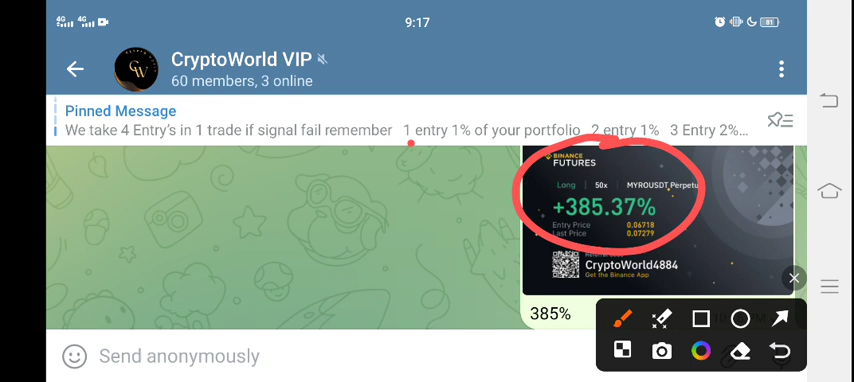 4G 4G 9:17 81
CryptoWorld VIP
60 members, 3 online
Pinned Message
We take 4 Entry's in 1 trade if signal fail remember 1 entry 1% of your portfolio 2 entry 1% 3 Entry 2%...
BINANCE
FUTURES
Long 50x MYROUSDT Perpetu
+385.37%
Entry Price 0.06718
Last Price 0.07279
Referral Code
CryptoWorld4884
Get the Binance App
385%
Send anonymously